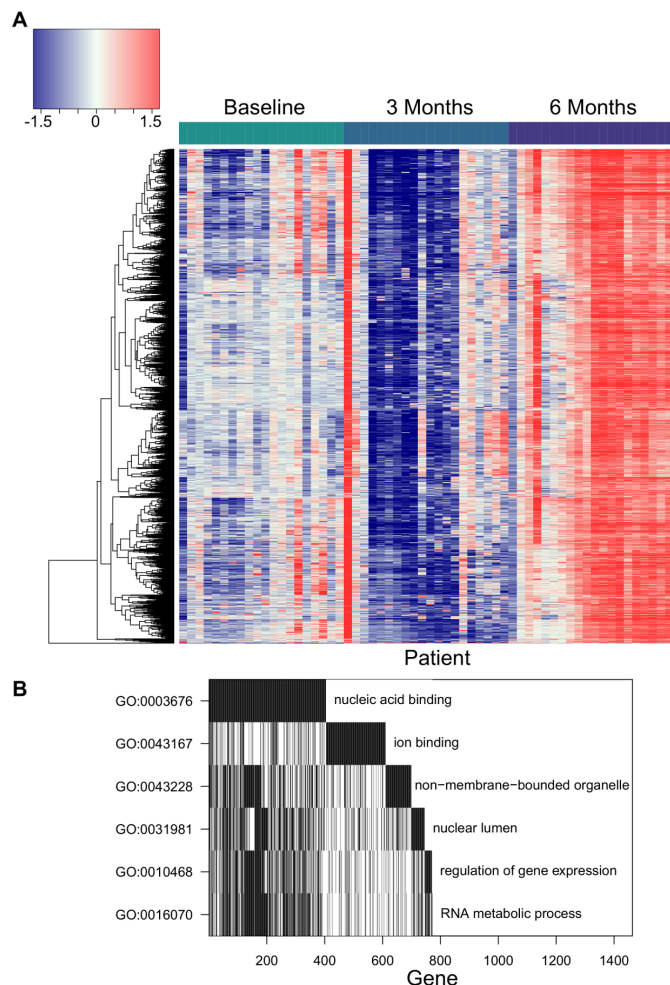 A
-1.5 0 1.5
Baseline 3 Months 6 Months
Patient
B
GO:0003676 nucleic acid binding
GO:0043167 ion binding
GO:0043228 non−membrane−bounded organelle
GO:0031981 nuclear lumen
GO:0010468 regulation of gene expression
GO:0016070 RNA metabolic process
200 400 600 800 1000 1200 1400
Gene